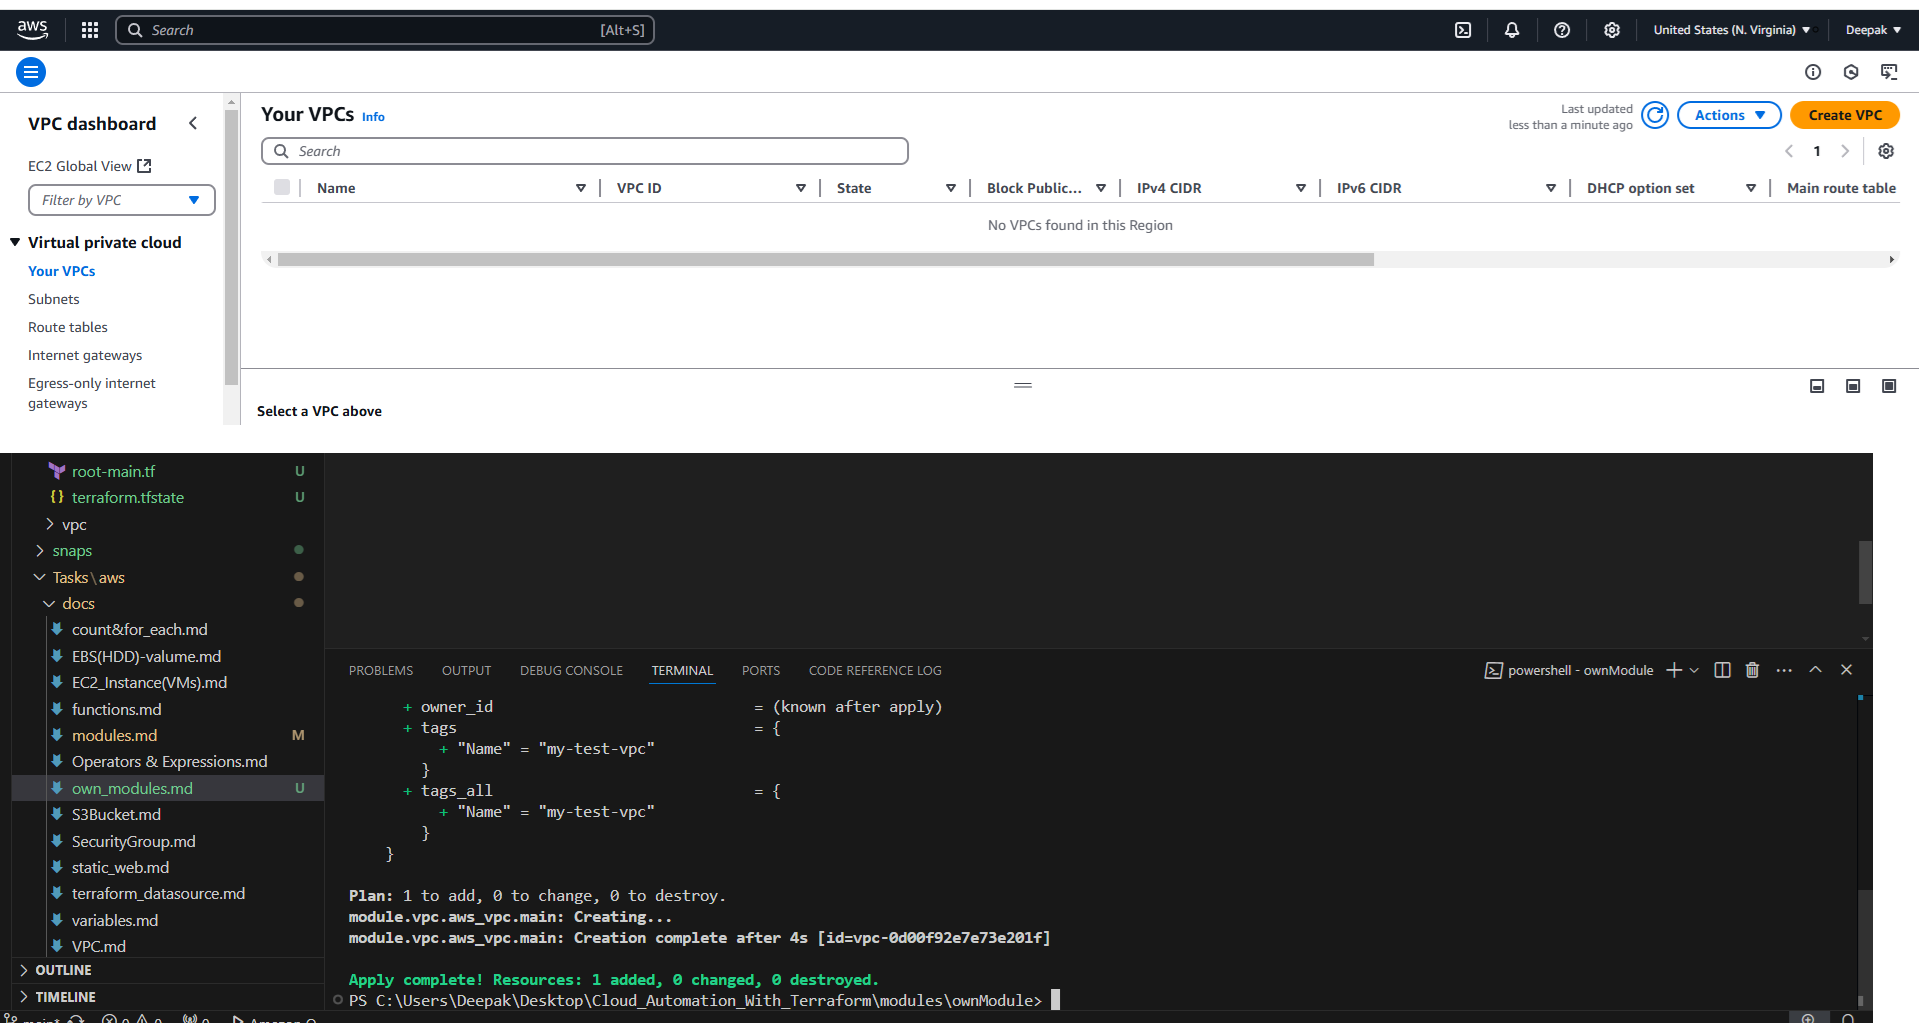 aws
Search [Alt+S]
United States (N. Virginia) Deepak
VPC dashboard
EC2 Global View
Filter by VPC
Virtual private cloud
Your VPCs
Subnets
Route tables
Internet gateways
Egress-only internet
gateways
Your VPCs Info
Last updated
less than a minute ago
Actions
Create VPC
Search
1
Name VPC ID State Block Public... IPv4 CIDR IPv6 CIDR DHCP option set Main route table
No VPCs found in this Region
Select a VPC above
root-main.tf U
{} terraform.tfstate U
vpc
snaps
Tasks\aws
docs
count&for_each.md
EBS(HDD)-valume.md
EC2_Instance(VMs).md
functions.md
modules.md M
Operators & Expressions.md
own_modules.md U
S3Bucket.md
SecurityGroup.md
static_web.md
terraform_datasource.md
variables.md
VPC.md
OUTLINE
TIMELINE
PROBLEMS OUTPUT DEBUG CONSOLE TERMINAL PORTS CODE REFERENCE LOG
powershell - ownModule
+ owner_id = (known after apply)
+ tags = {
+ "Name" = "my-test-vpc"
}
+ tags_all = {
+ "Name" = "my-test-vpc"
}
}
Plan: 1 to add, 0 to change, 0 to destroy.
module.vpc.aws_vpc.main: Creating...
module.vpc.aws_vpc.main: Creation complete after 4s [id=vpc-0d00f92e7e73e201f]
Apply complete! Resources: 1 added, 0 changed, 0 destroyed.
PS C:\Users\Deepak\Desktop\Cloud_Automation_With_Terraform\modules\ownModule>